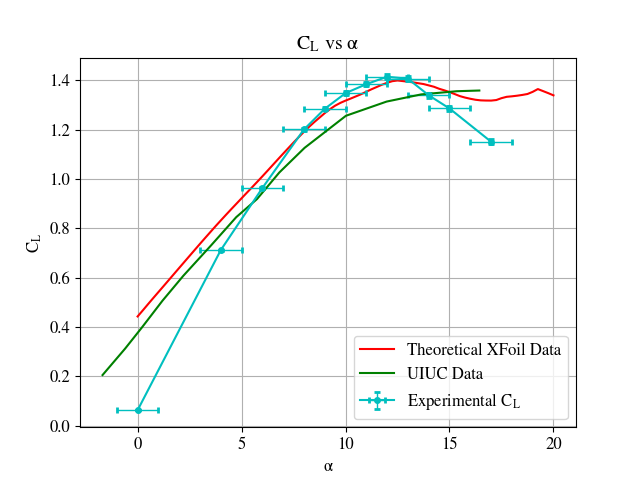 C_L vs α
C_L
1.4
1.2
1.0
0.8
0.6
0.4
0.2
0.0
0
5
10
15
20
α
Theoretical XFoil Data
UIUC Data
Experimental C_L